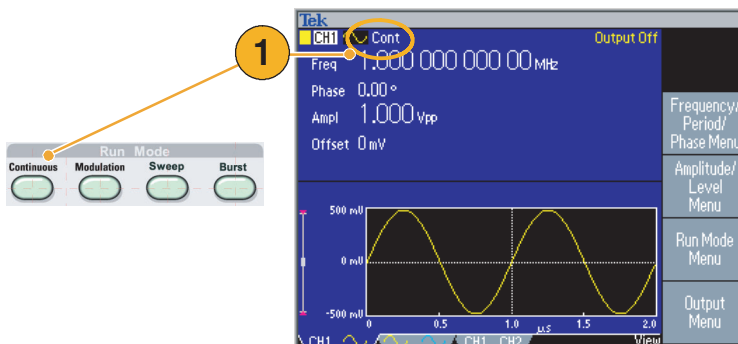 Tek
CH1 Cont Output Off
1
Freq 1.000 000 000 00 MHz
Phase 0.00 °
Ampl 1.000 Vpp
Offset 0 mV
Frequency/
Period/
Phase Menu
Amplitude/
Level
Menu
Run Mode
Menu
Output
Menu
Run Mode
Continuous Modulation Sweep Burst
500 mV
0 mV
-500 mV
0 0.5 1.0 μs 1.5 2.0
CH1 CH1 CH2 View